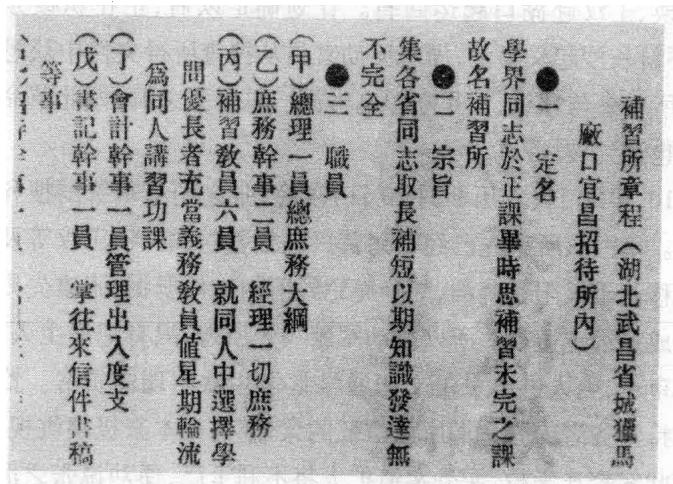 補習所章程（湖北武昌省城獵馬
廠口宜昌招待所內）
●一　定名
學界同志於正課畢時思補習未完之課
故名補習所
●二　宗旨
集各省同志取長補短以期知識發達無
不完全
●三　職員
（甲）總理一員總庶務大綱
（乙）庶務幹事二員　經理一切庶務
（丙）補習教員六員　就同人中選擇學
問優長者充當義務教員值星期輪流
爲同人講習功課
（丁）會計幹事一員管理出入度支
（戊）書記幹事一員　掌往來信件書稿
等事